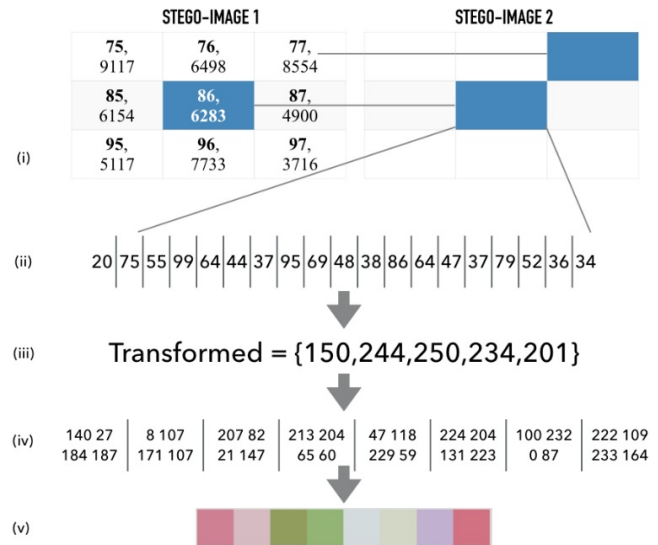 STEGO-IMAGE 1 STEGO-IMAGE 2
75, 76, 77,
9117 6498 8554
85, 86, 87,
6154 6283 4900
95, 96, 97,
5117 7733 3716
(i)
(ii) 20 75 55 99 64 44 37 95 69 48 38 86 64 47 37 79 52 36 34
(iii) Transformed = {150,244,250,234,201}
(iv) 140 27 8 107 207 82 213 204 47 118 224 204 100 232 222 109
184 187 171 107 21 147 65 60 229 59 131 223 0 87 233 164
(v)